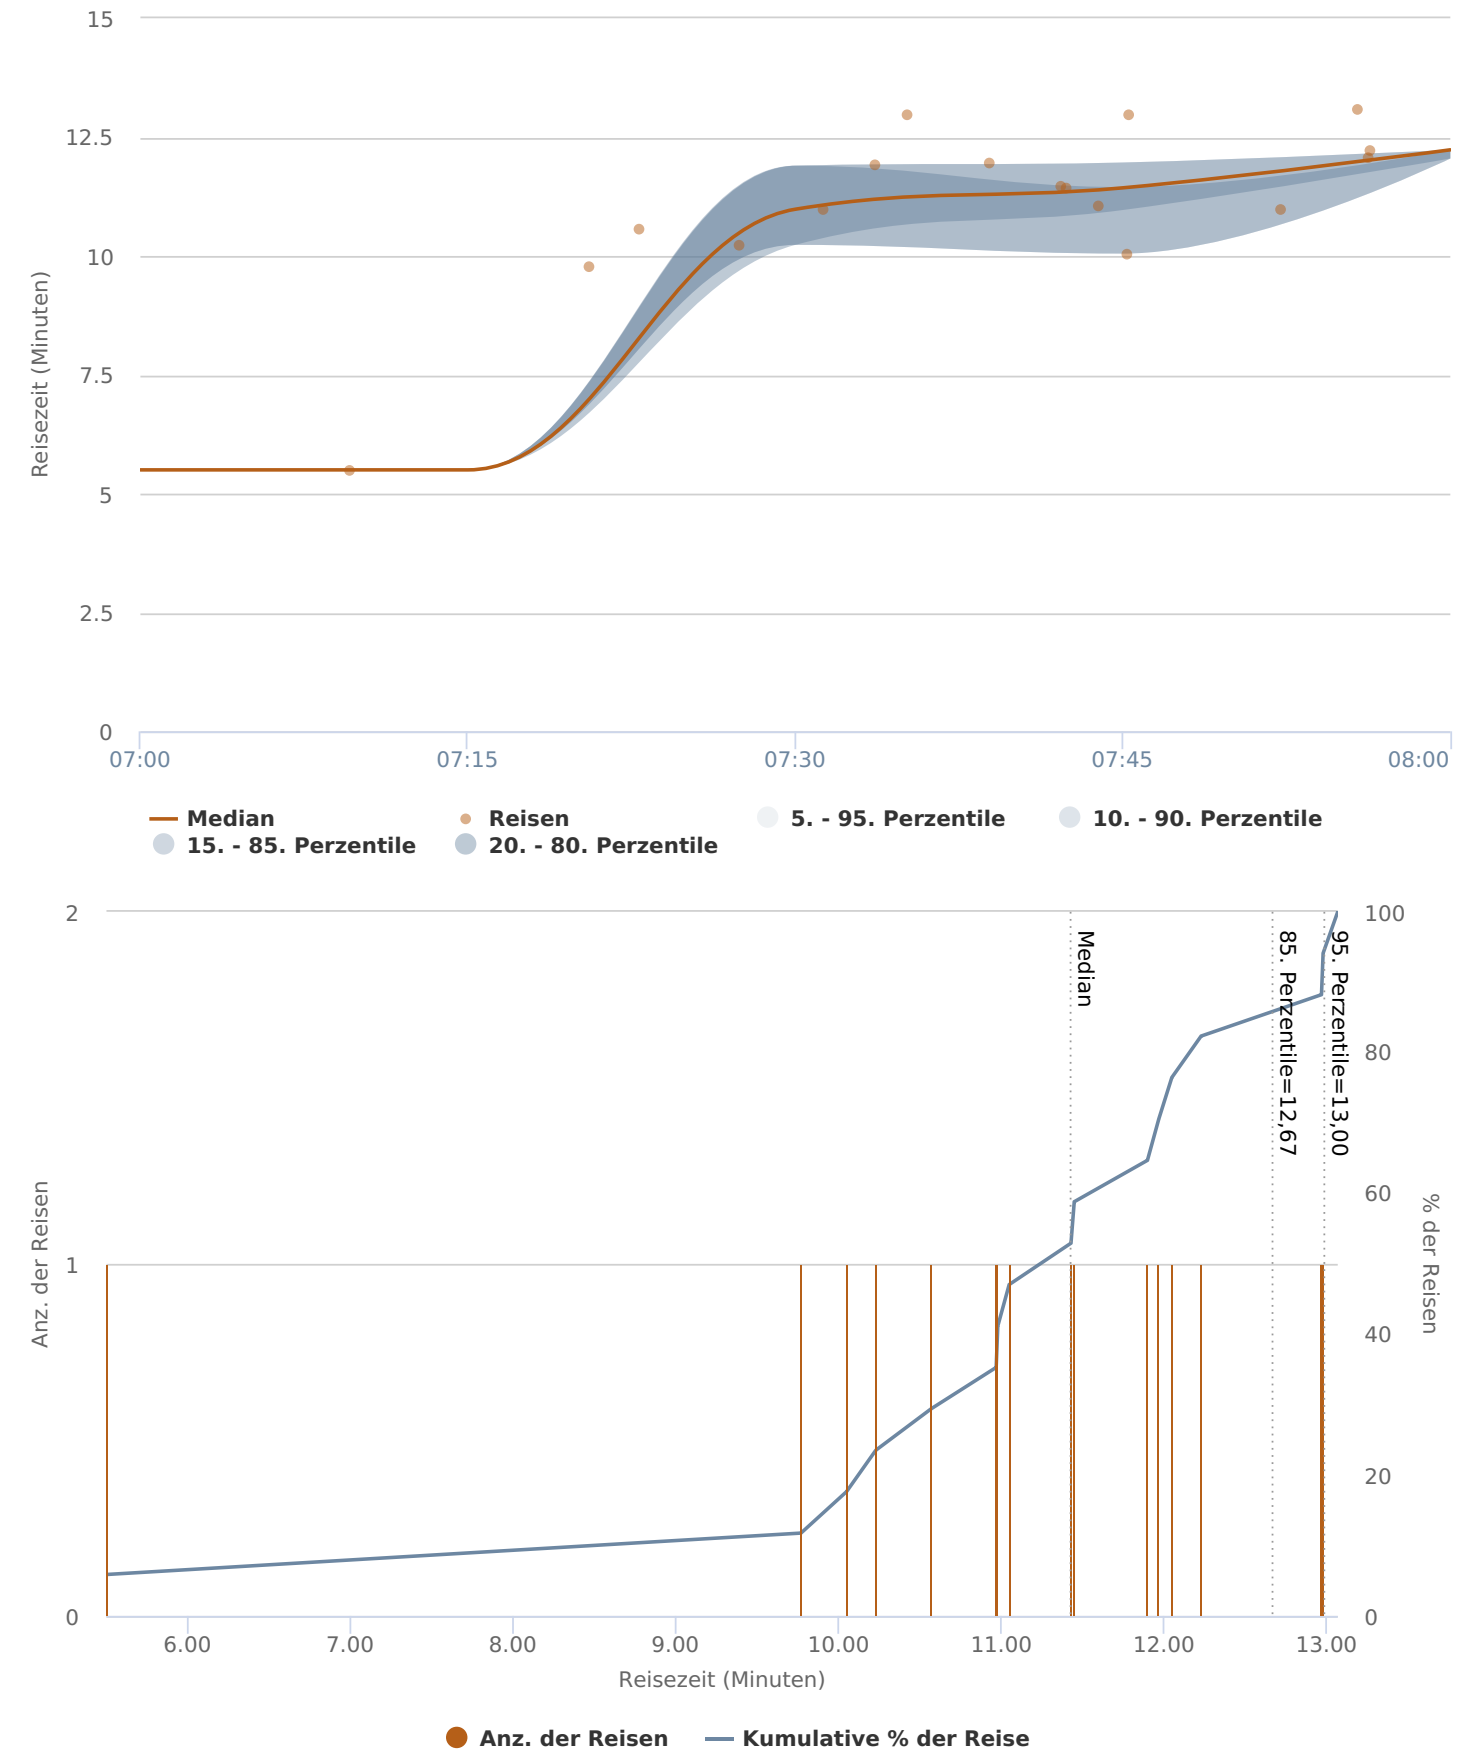 15
12.5
10
7.5
5
2.5
0
Reisezeit (Minuten)
07:00 07:15 07:30 07:45 08:00
Median Reisen 5. - 95. Perzentile 10. - 90. Perzentile
15. - 85. Perzentile 20. - 80. Perzentile
2
1
0
Anz. der Reisen
Median
85. Perzentile=12,67
95. Perzentile=13,00
100
80
60
40
20
0
% der Reisen
6.00 7.00 8.00 9.00 10.00 11.00 12.00 13.00
Reisezeit (Minuten)
Anz. der Reisen Kumulative % der Reise